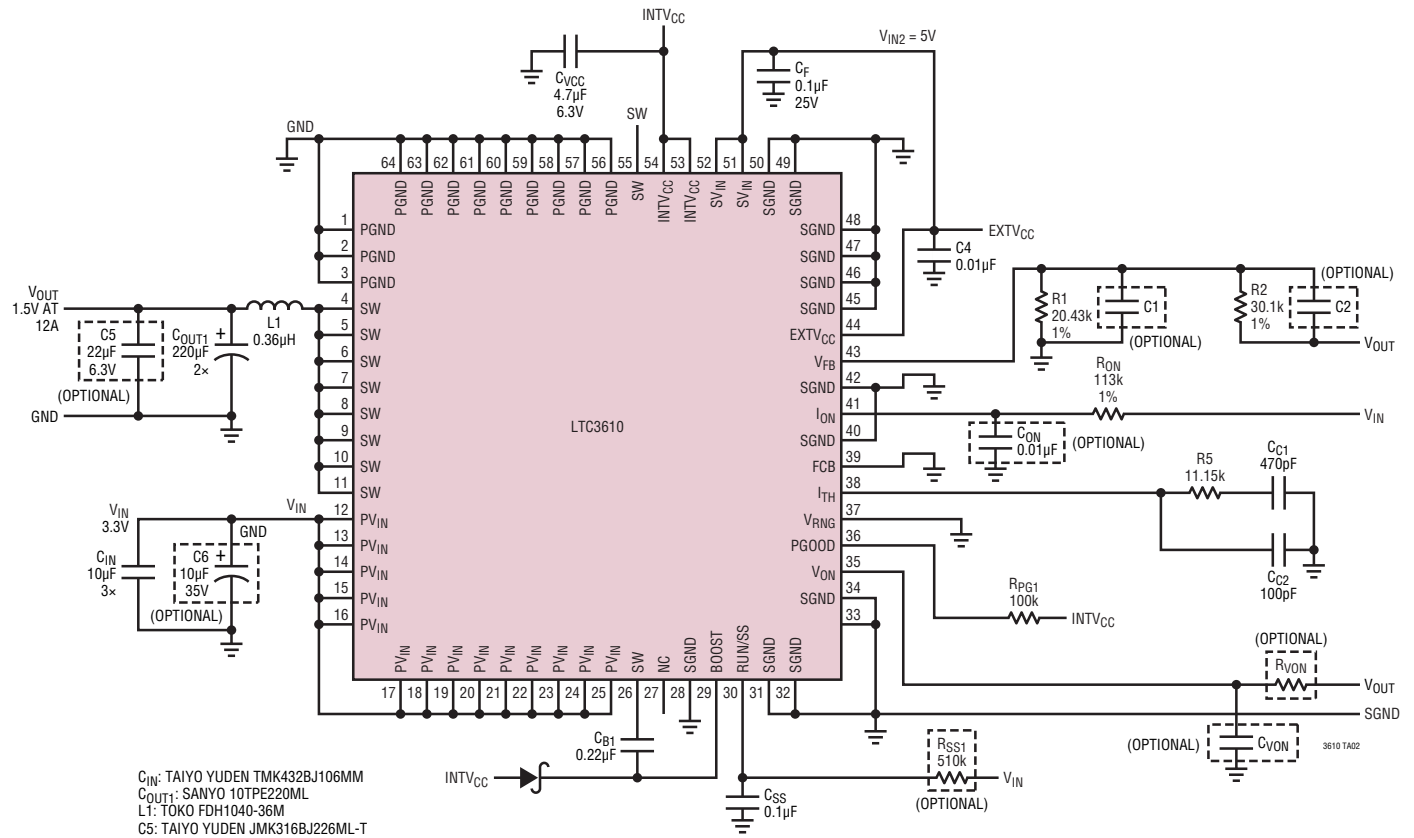 INTVCC
VIN2 = 5V
CVCC
4.7µF
6.3V
CF
0.1µF
25V
SW
GND
64 63 62 61 60 59 58 57 56 55 54 53 52 51 50 49
PGND PGND PGND PGND PGND PGND PGND PGND PGND SW INTVCC INTVCC SVIN SVIN SGND SGND
1 PGND
2 PGND
3 PGND
4 SW
5 SW
6 SW
7 SW
8 SW
9 SW
10 SW
11 SW
12 PVIN
13 PVIN
14 PVIN
15 PVIN
16 PVIN
LTC3610
SGND 48
SGND 47
SGND 46
SGND 45
EXTVCC 44
VFB 43
SGND 42
ION 41
SGND 40
FCB 39
ITH 38
VRNG 37
PGOOD 36
VON 35
SGND 34
33
PVIN PVIN PVIN PVIN PVIN PVIN PVIN PVIN PVIN SW NC SGND BOOST RUN/SS SGND SGND
17 18 19 20 21 22 23 24 25 26 27 28 29 30 31 32
VOUT
1.5V AT
12A
C5
22µF
6.3V
(OPTIONAL)
COUT1
220µF
2×
+
L1
0.36µH
GND
VIN
3.3V
VIN
GND
CIN
10µF
3×
C6
10µF
35V
+
(OPTIONAL)
EXTVCC
C4
0.01µF
R1
20.43k
1%
C1
(OPTIONAL)
R2
30.1k
1%
(OPTIONAL)
C2
VOUT
RON
113k
1%
VIN
CON
0.01µF
(OPTIONAL)
R5
11.15k
CC1
470pF
CC2
100pF
RPG1
100k
INTVCC
(OPTIONAL)
RVON
VOUT
SGND
(OPTIONAL)
CVON
3610 TA02
CB1
0.22µF
INTVCC
RSS1
510k
(OPTIONAL)
VIN
CSS
0.1µF
CIN: TAIYO YUDEN TMK432BJ106MM
COUT1: SANYO 10TPE220ML
L1: TOKO FDH1040-36M
C5: TAIYO YUDEN JMK316BJ226ML-T